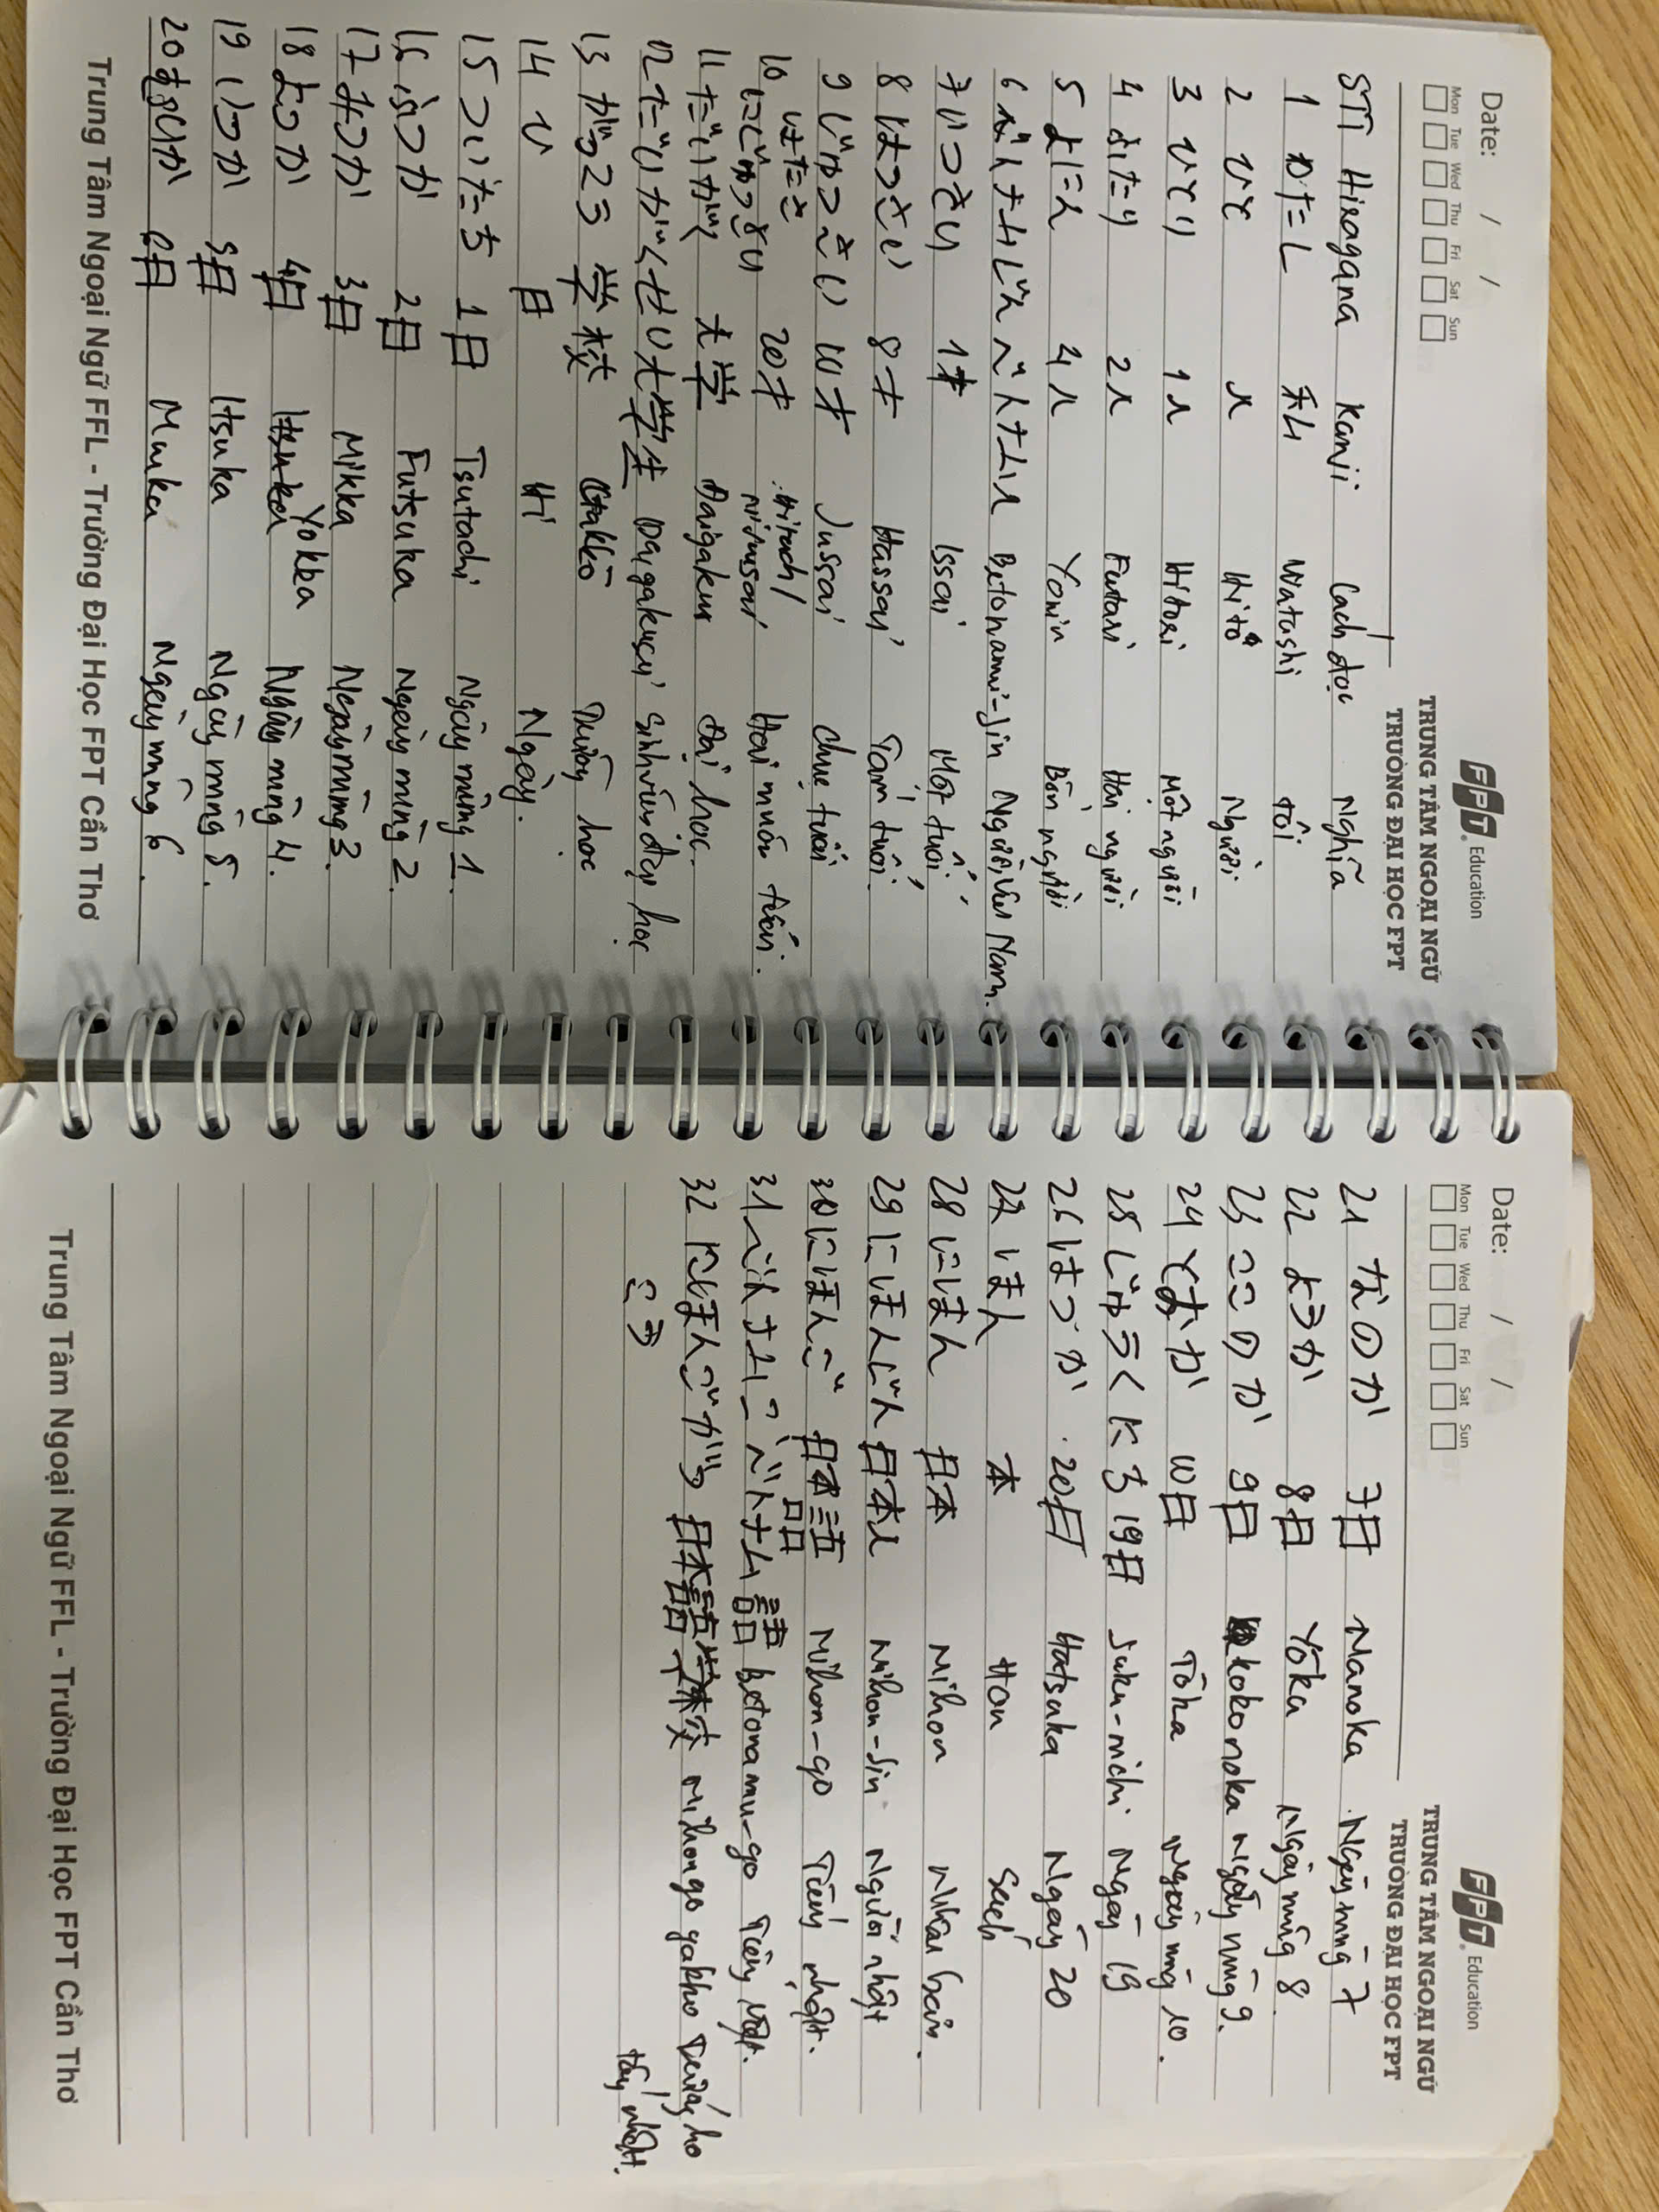 Date: / /
Mon Tue Wed Thu Fri Sat Sun
FPT Education
TRUNG TÂM NGOẠI NGỮ
TRƯỜNG ĐẠI HỌC FPT
STT Hiragana Kanji Cách đọc Nghĩa
1 わたし 私 Watashi tôi
2 ひと 人 Hito Người
3 ひとり 1人 Hitori Một người
4 ふたり 2人 Futari Hai người
5 よにん 4人 Yonin Bốn người
6 べトナムじん ベトナム人 Betonamu-jin Người Việt Nam.
7 いっさい 1才 Issai Một tuổi
8 はっさい 8才 Hassai Tám tuổi.
9 じゅっさい 10才 Jussai Chục tuổi
はたち Hitachi
10 にじゅっさい 20才 nijussai Hai mươi tuổi.
11 だいがく 大学 Đaigaku Đại học.
12 だいがくせい 大学生 Daigakusei Sinh viên đại học
13 がっこう 学校 Gakkō Trường học
14 ひ 日 Hi Ngày.
15 ついたち 1日 Tsutachi Ngày mùng 1.
16 ふつか 2日 Futsuka Ngày mùng 2.
17 みっか 3日 Mikka Ngày mùng 3.
18 よっか 4日 Yokka Ngày mùng 4.
19 いつか 5日 Itsuka Ngày mùng 5.
20 むいか 6日 Muika Ngày mùng 6.
Trung Tâm Ngoại Ngữ FFL - Trường Đại Học FPT Cần Thơ
Date: / /
Mon Tue Wed Thu Fri Sat Sun
FPT Education
TRUNG TÂM NGOẠI NGỮ
TRƯỜNG ĐẠI HỌC FPT
21 なのか 7日 Nanoka Ngày mùng 7
22 ようか 8日 Yōka Ngày mùng 8.
23 ここのか 9日 kokonoka ngày mùng 9.
24 とおか 10日 Tōka Ngày mùng 10.
25 じゅうくにち 19日 Juku-nichi Ngày 19
26 はつか 20日 Hatsuka Ngày 20
27 ほん 本 Hon Sách
28 にほん 日本 Nihon Nhật bản.
29 にほんじん 日本人 Nihon-Jin Người nhật
30 にほんご 日本語 Nihon-go Tiếng nhật.
31 べトナムご ベトナム語 betonamu-go Tiếng Việt.
32 にほんごがっ 日本語学校 nihongo gakko Trường học
こう tiếng nhật.
Trung Tâm Ngoại Ngữ FFL - Trường Đại Học FPT Cần Thơ